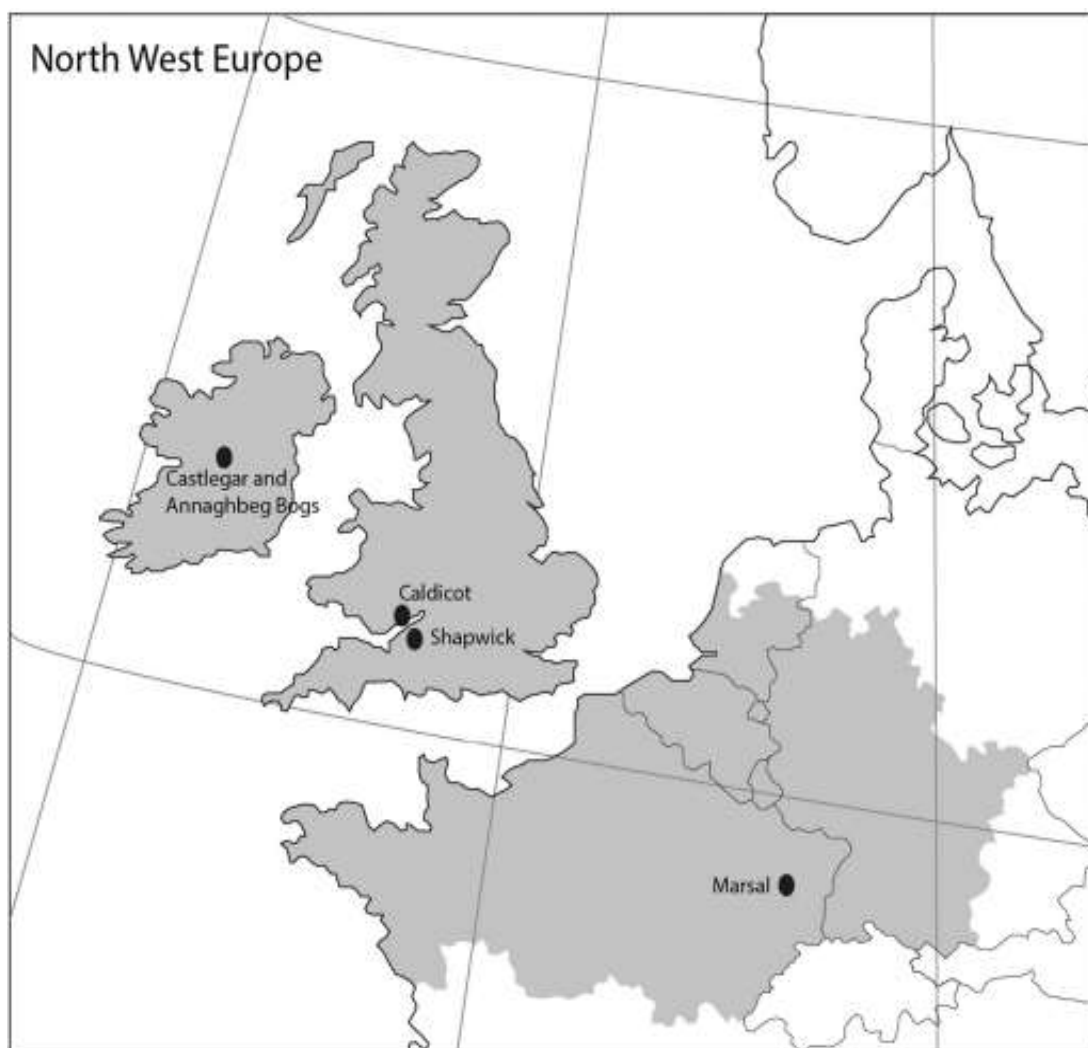 North West Europe
Castlegar and
Annaghbeg Bogs
Caldicot
Shapwick
Marsal